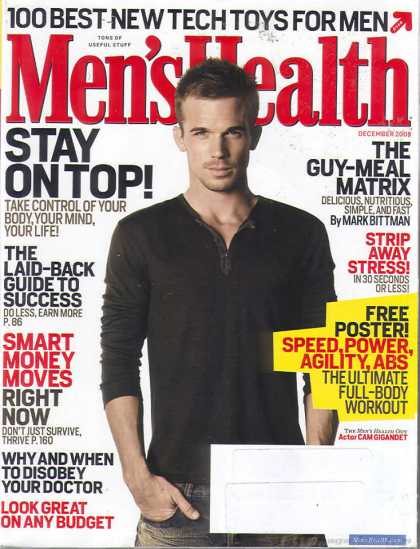 100 BEST NEW TECH TOYS FOR MEN
TONS OF
USEFUL STUFF
Men'sHealth
DECEMBER 2009
STAY
ON TOP!
TAKE CONTROL OF YOUR
BODY, YOUR MIND,
YOUR LIFE!
THE
LAID-BACK
GUIDE TO
SUCCESS
DO LESS, EARN MORE
P. 86
SMART
MONEY
MOVES
RIGHT
NOW
DON'T JUST SURVIVE,
THRIVE P. 160
WHY AND WHEN
TO DISOBEY
YOUR DOCTOR
LOOK GREAT
ON ANY BUDGET
THE
GUY-MEAL
MATRIX
DELICIOUS, NUTRITIOUS,
SIMPLE, AND FAST
By MARK BITTMAN
STRIP
AWAY
STRESS!
IN 30 SECONDS
OR LESS!
FREE
POSTER!
SPEED, POWER,
AGILITY, ABS
THE ULTIMATE
FULL-BODY
WORKOUT
THE MEN'S HEALTH GUY:
Actor CAM GIGANDET
MensHealth.com